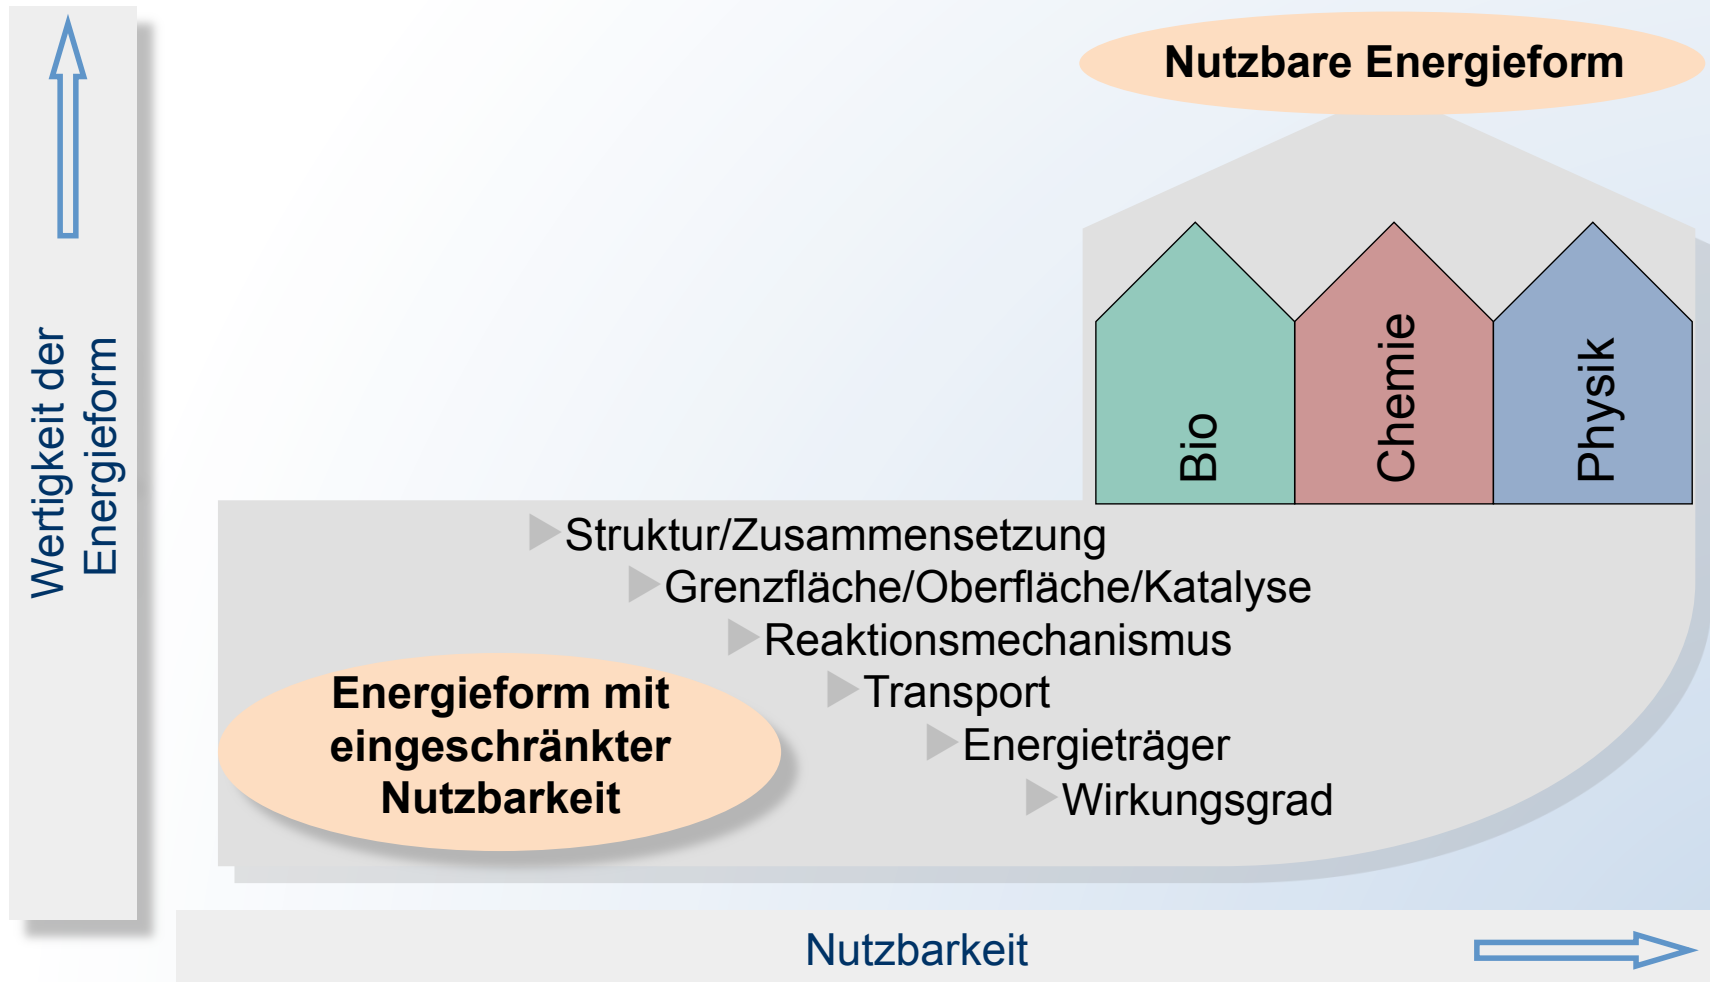 Nutzbare Energieform
Wertigkeit der
Energieform
Bio
Chemie
Physik
Struktur/Zusammensetzung
Grenzfläche/Oberfläche/Katalyse
Reaktionsmechanismus
Transport
Energieträger
Wirkungsgrad
Energieform mit
eingeschränkter
Nutzbarkeit
Nutzbarkeit